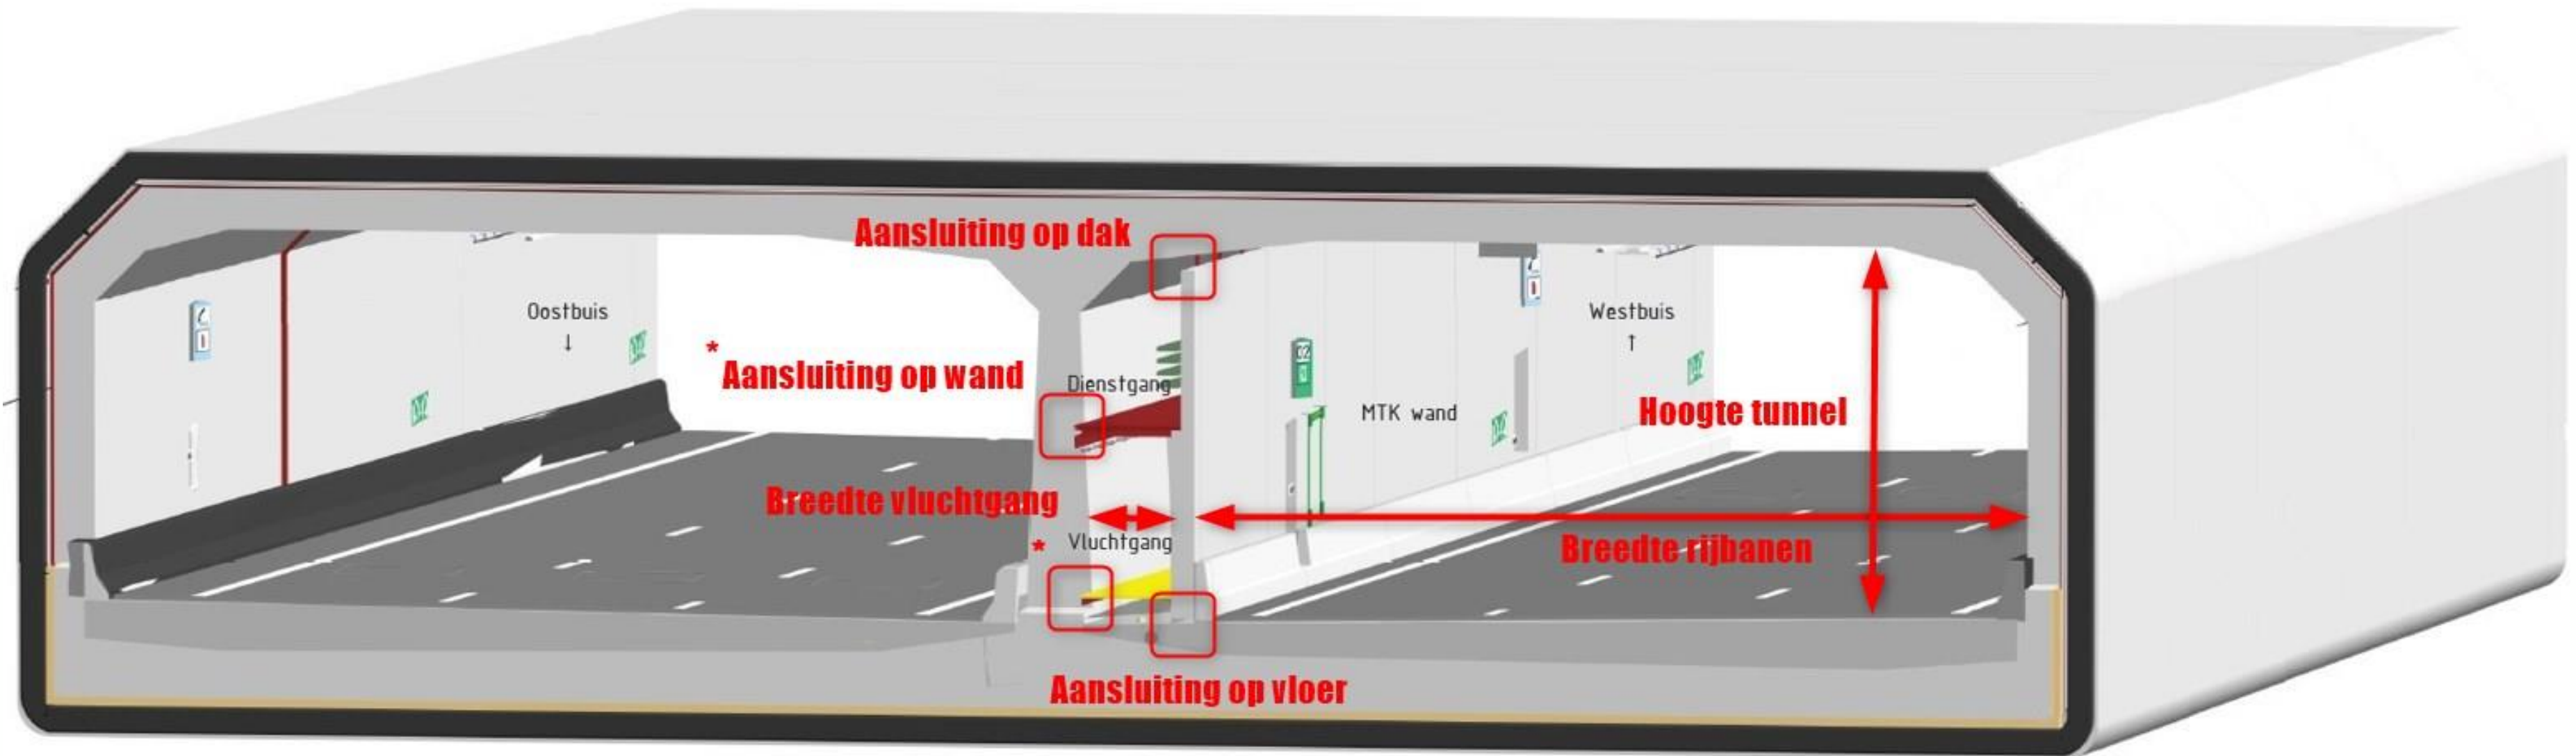 Aansluiting op dak
Oostbuis
↓
Westbuis
↑
*
Aansluiting op wand
Dienstgang
02
MTK wand
Hoogte tunnel
Breedte vluchtgang
* Vluchtgang
Breedte rijbanen
Aansluiting op vloer